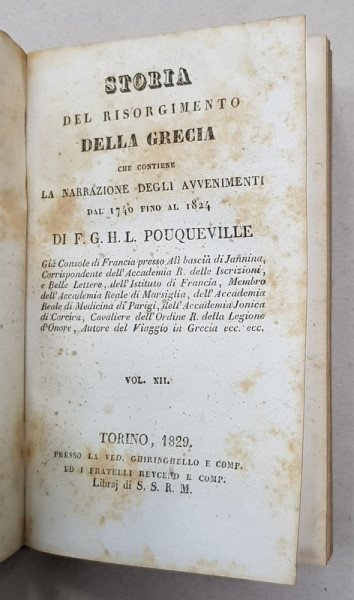 STORIA
DEL RISORGIMENTO
DELLA GRECIA
CHE CONTIENE
LA NARRAZIONE DEGLI AVVENIMENTI
DAL 1740 FINO AL 1824
DI F. G. H. L. POUQUEVILLE
Già Console di Francia presso Alì bascià di Jannina,
Corrispondente dell'Accademia R. delle Iscrizioni,
e Belle Lettere, dell'Istituto di Francia, Membro
dell'Accademia Reale di Marsiglia, dell'Accademia
Reale di Medicina di Parigi, dell'Accademia Jonica
di Corcira, Cavaliere dell'Ordine R. della Legione
d'Onore, Autore del Viaggio in Grecia ecc. ecc.
VOL. XII.
TORINO, 1829.
PRESSO LA VED. GHIRINGHELLO E COMP.
ED I FRATELLI REYCEND E COMP.
Libraj di S. S. R. M.